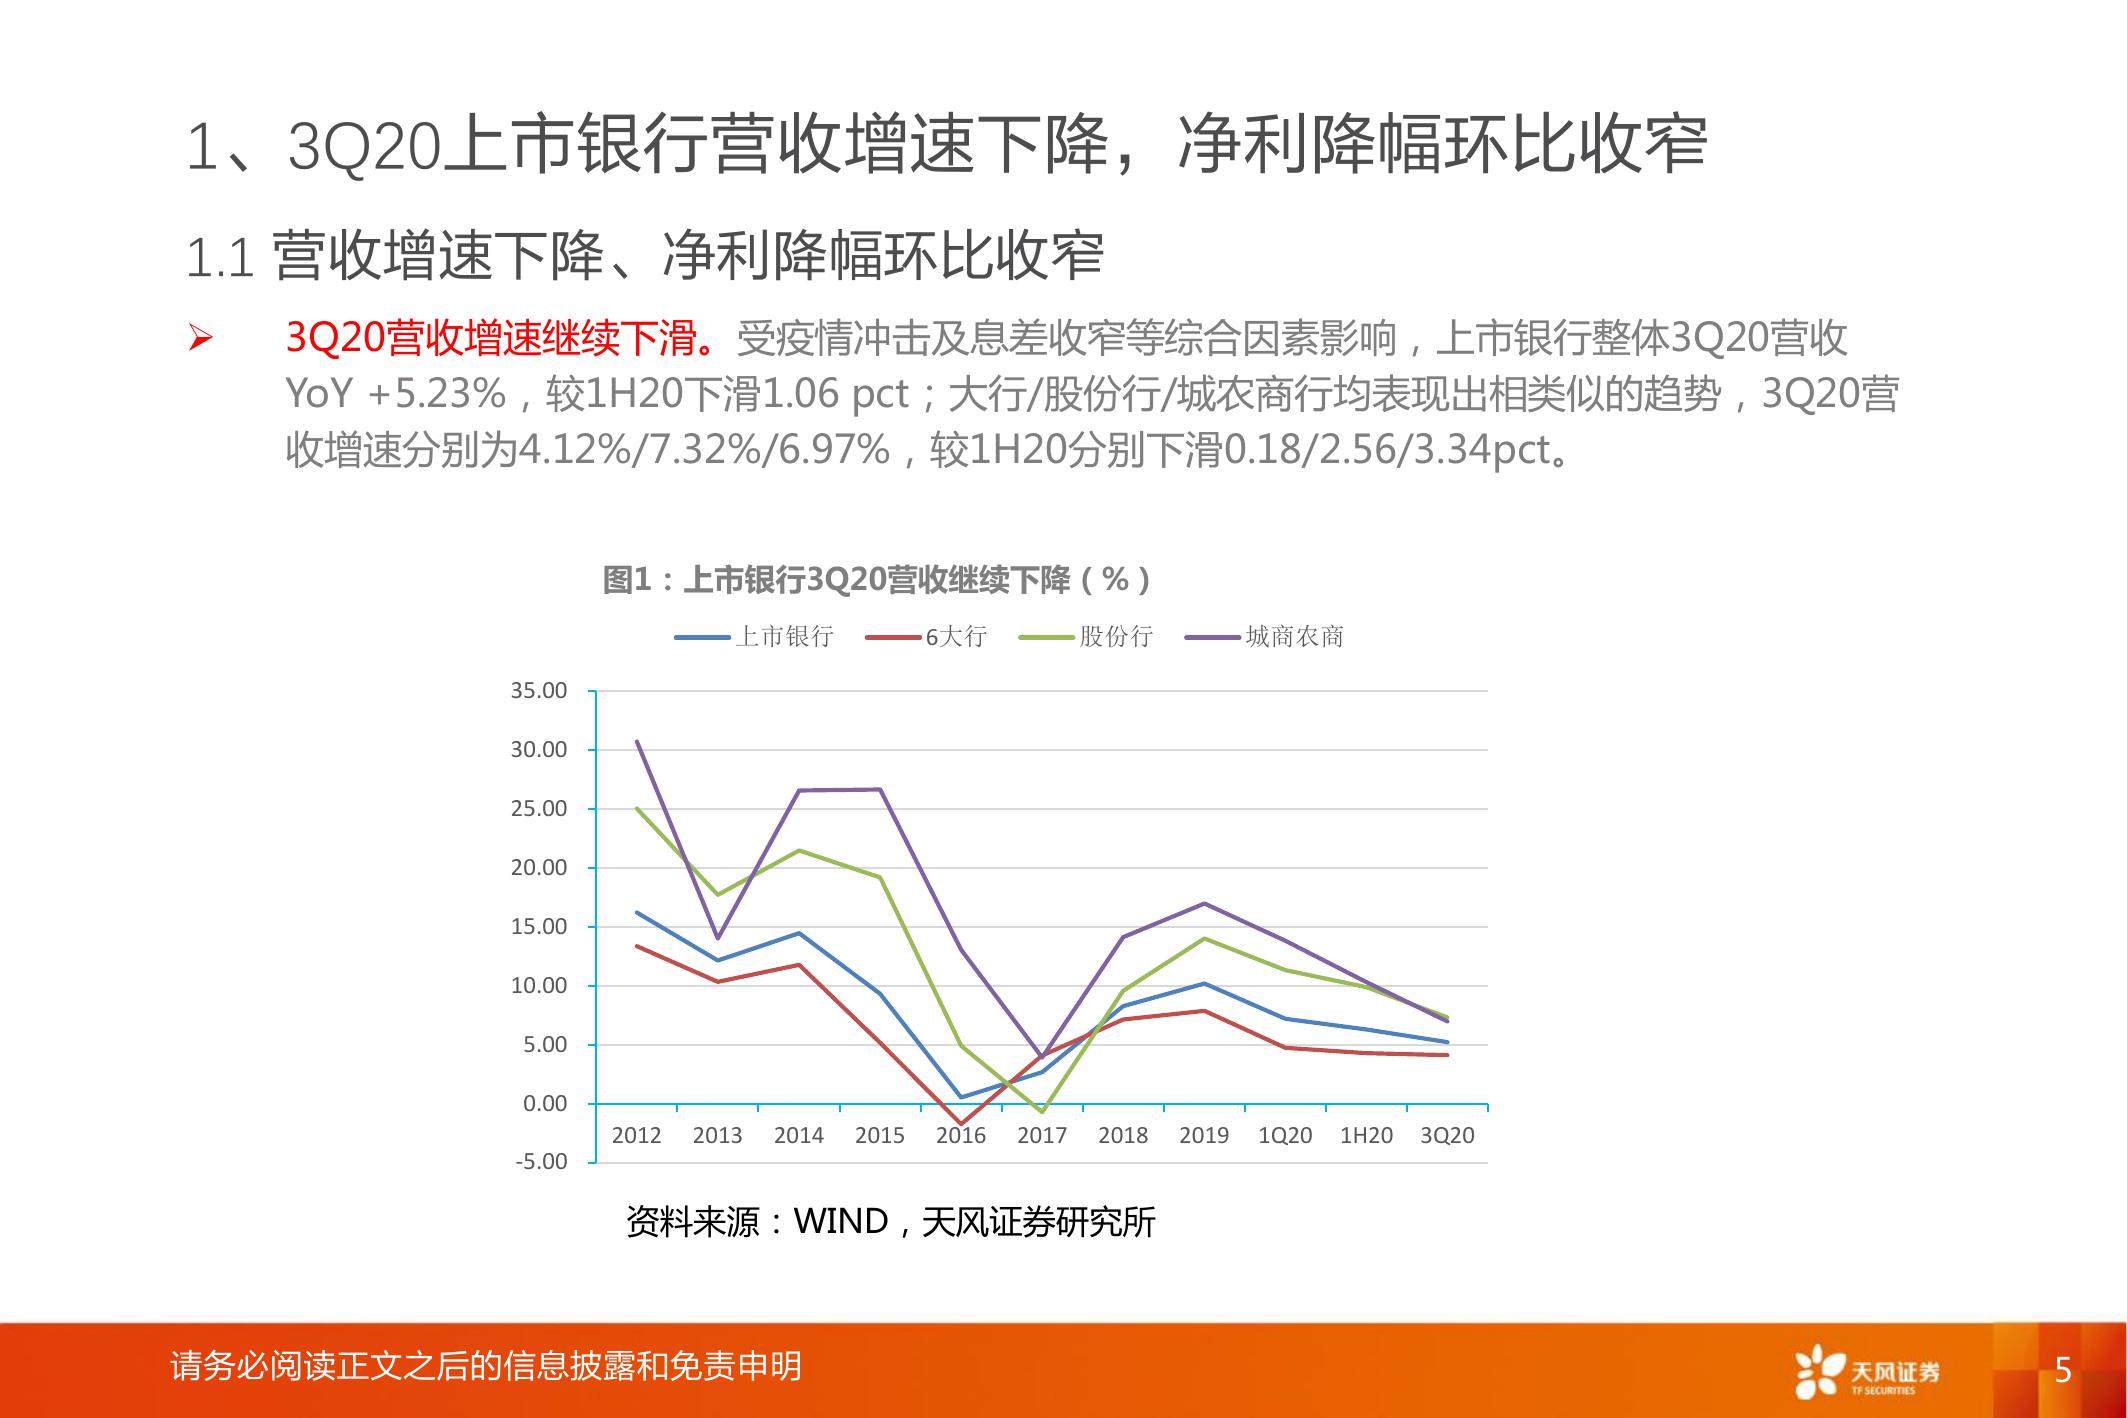 1、3Q20上市银行营收增速下降，净利降幅环比收窄
1.1 营收增速下降、净利降幅环比收窄
3Q20营收增速继续下滑。受疫情冲击及息差收窄等综合因素影响，上市银行整体3Q20营收
YoY +5.23%，较1H20下滑1.06 pct；大行/股份行/城农商行均表现出相类似的趋势，3Q20营
收增速分别为4.12%/7.32%/6.97%，较1H20分别下滑0.18/2.56/3.34pct。
图1：上市银行3Q20营收继续下降（%）
上市银行 6大行 股份行 城商农商
35.00
30.00
25.00
20.00
15.00
10.00
5.00
0.00
-5.00
2012 2013 2014 2015 2016 2017 2018 2019 1Q20 1H20 3Q20
资料来源：WIND，天风证券研究所
请务必阅读正文之后的信息披露和免责申明
天风证券
TF SECURITIES
5